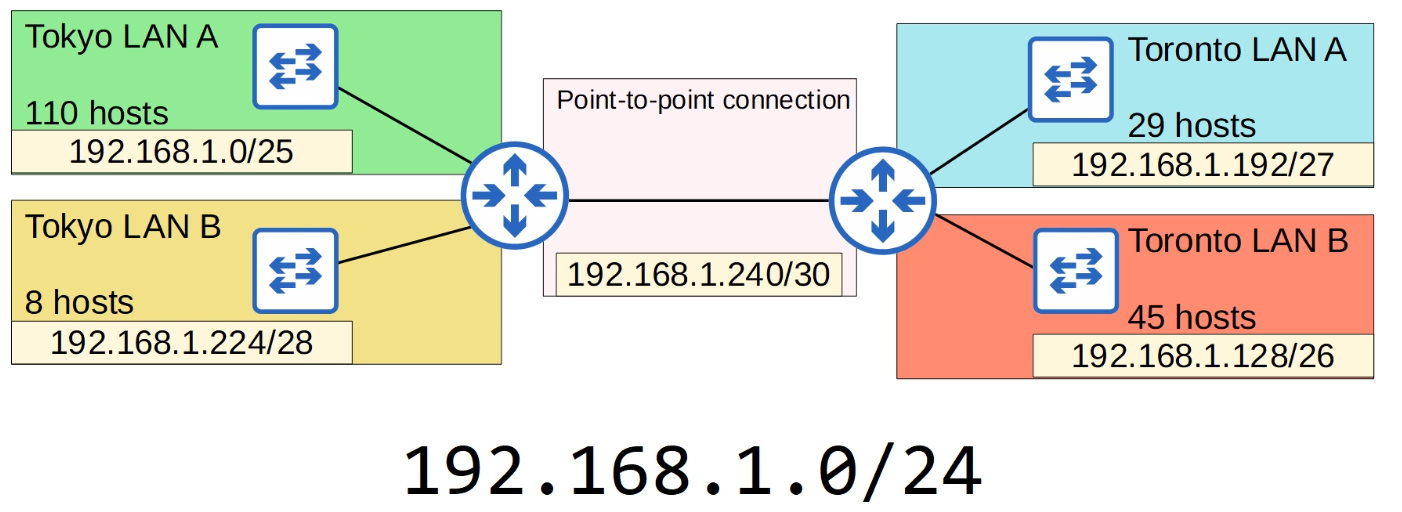 Tokyo LAN A
110 hosts
192.168.1.0/25
Tokyo LAN B
8 hosts
192.168.1.224/28
Point-to-point connection
192.168.1.240/30
Toronto LAN A
29 hosts
192.168.1.192/27
Toronto LAN B
45 hosts
192.168.1.128/26
192.168.1.0/24